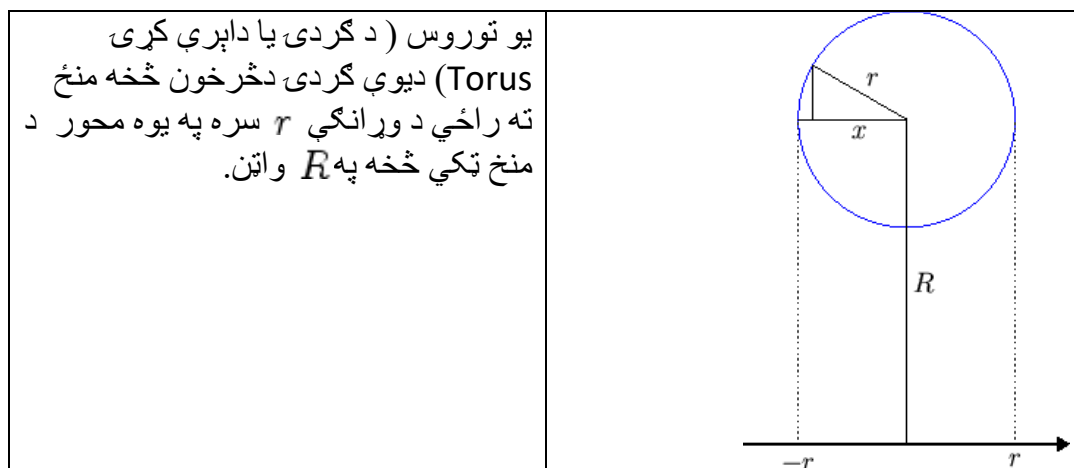 یو توروس ( د ګردۍ یا دایرې کړۍ
Torus) دیوې ګردۍ دڅرخون څخه منځ
ته راځي د وړانګې r سره په یوه محور د
منځ ټکي څخه په R واټن.
r
x
R
−r
r